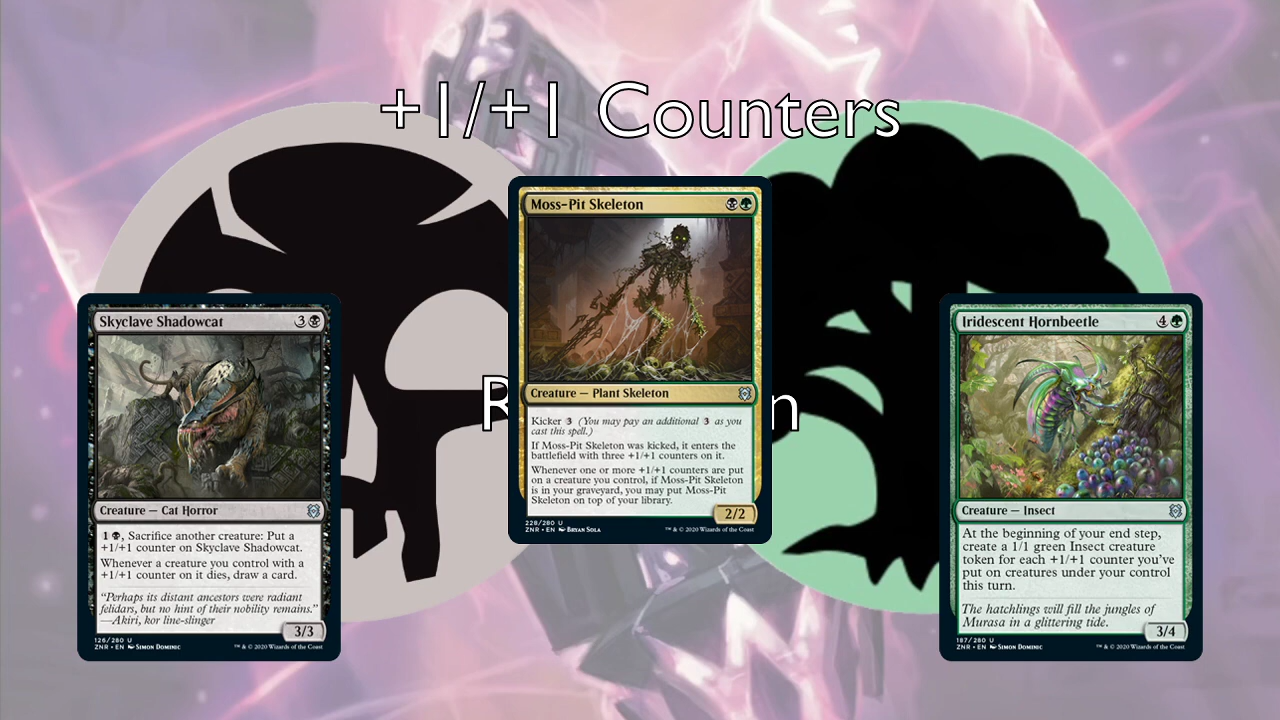 +1/+1 Counters
Moss-Pit Skeleton
Creature — Plant Skeleton
Kicker 3 (You may pay an additional 3 as you
cast this spell.)
If Moss-Pit Skeleton was kicked, it enters the
battlefield with three +1/+1 counters on it.
Whenever one or more +1/+1 counters are put
on a creature you control, if Moss-Pit Skeleton
is in your graveyard, you may put Moss-Pit
Skeleton on top of your library.
2/2
228/280 U
ZNR • EN Bryan Sola ™ & © 2020 Wizards of the Coast
Skyclave Shadowcat 3
Creature — Cat Horror
1, Sacrifice another creature: Put a
+1/+1 counter on Skyclave Shadowcat.
Whenever a creature you control with a
+1/+1 counter on it dies, draw a card.
“Perhaps its distant ancestors were radiant
felidars, but no hint of their nobility remains.”
—Akiri, kor line-slinger
3/3
126/280 U
ZNR • EN Simon Dominic ™ & © 2020 Wizards of the Coast
Iridescent Hornbeetle 4
Creature — Insect
At the beginning of your end step,
create a 1/1 green Insect creature
token for each +1/+1 counter you’ve
put on creatures under your control
this turn.
The hatchlings will fill the jungles of
Murasa in a glittering tide.
3/4
187/280 U
ZNR • EN Simon Dominic ™ & © 2020 Wizards of the Coast